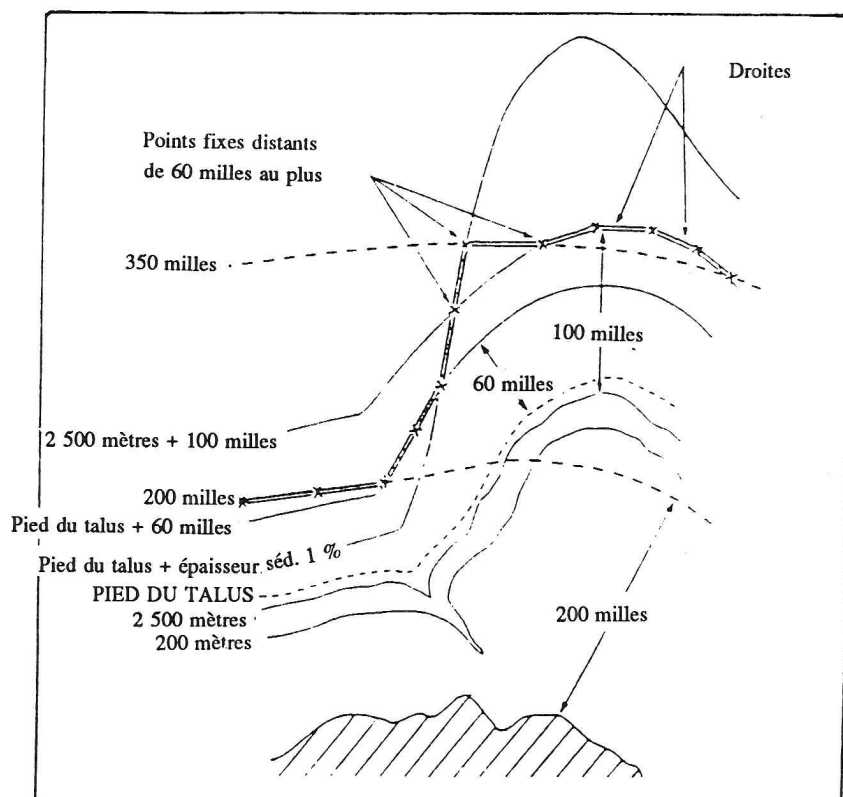 Droites
Points fixes distants
de 60 milles au plus
350 milles
100 milles
60 milles
2 500 mètres + 100 milles
200 milles
Pied du talus + 60 milles
Pied du talus + épaisseur séd. 1 %
PIED DU TALUS
2 500 mètres
200 mètres
200 milles